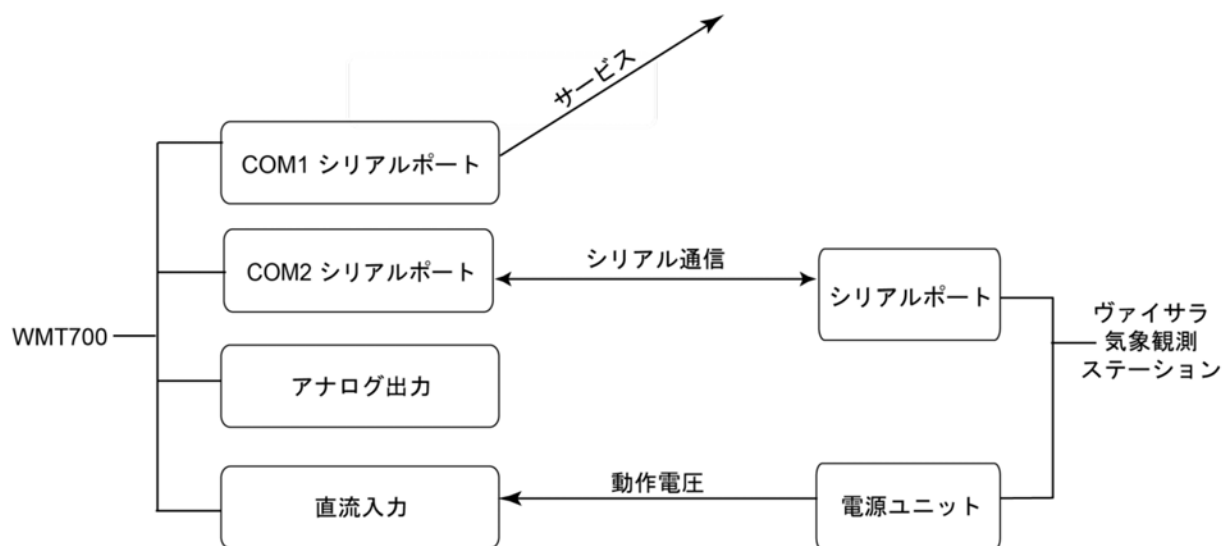 サービス
COM1 シリアルポート
COM2 シリアルポート
シリアル通信
シリアルポート
WMT700
ヴァイサラ
気象観測
ステーション
アナログ出力
直流入力
動作電圧
電源ユニット